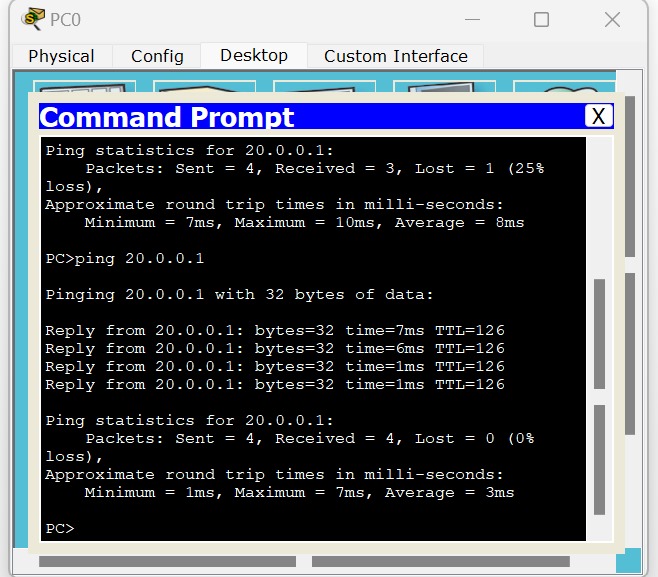 PC0
Physical Config Desktop Custom Interface
Command Prompt X
Ping statistics for 20.0.0.1:
    Packets: Sent = 4, Received = 3, Lost = 1 (25%
loss),
Approximate round trip times in milli-seconds:
    Minimum = 7ms, Maximum = 10ms, Average = 8ms
PC>ping 20.0.0.1
Pinging 20.0.0.1 with 32 bytes of data:
Reply from 20.0.0.1: bytes=32 time=7ms TTL=126
Reply from 20.0.0.1: bytes=32 time=6ms TTL=126
Reply from 20.0.0.1: bytes=32 time=1ms TTL=126
Reply from 20.0.0.1: bytes=32 time=1ms TTL=126
Ping statistics for 20.0.0.1:
    Packets: Sent = 4, Received = 4, Lost = 0 (0%
loss),
Approximate round trip times in milli-seconds:
    Minimum = 1ms, Maximum = 7ms, Average = 3ms
PC>